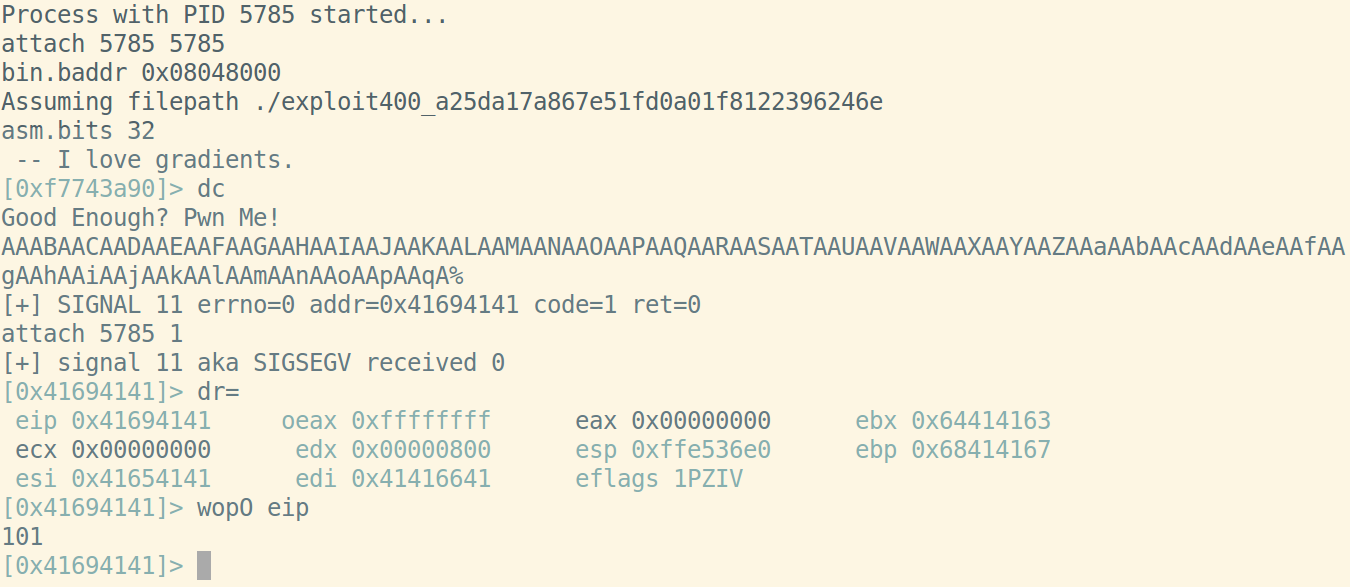 Process with PID 5785 started...
attach 5785 5785
bin.baddr 0x08048000
Assuming filepath ./exploit400_a25da17a867e51fd0a01f8122396246e
asm.bits 32
 -- I love gradients.
[0xf7743a90]> dc
Good Enough? Pwn Me!
AAABAACAADAAEAAFAAGAAHAAIAAJAAKAALAAMAANAAOAAPAAQAARAASAATAAUAAVAAWAAXAAYAAZAAaAAbAAcAAdAAeAAfAA
gAAhAAiAAjAAkAAlAAmAAnAAoAApAAqA%
[+] SIGNAL 11 errno=0 addr=0x41694141 code=1 ret=0
attach 5785 1
[+] signal 11 aka SIGSEGV received 0
[0x41694141]> dr=
 eip 0x41694141     oeax 0xffffffff      eax 0x00000000      ebx 0x64414163
 ecx 0x00000000      edx 0x00000800      esp 0xffe536e0      ebp 0x68414167
 esi 0x41654141      edi 0x41416641      eflags 1PZIV
[0x41694141]> wopO eip
101
[0x41694141]>